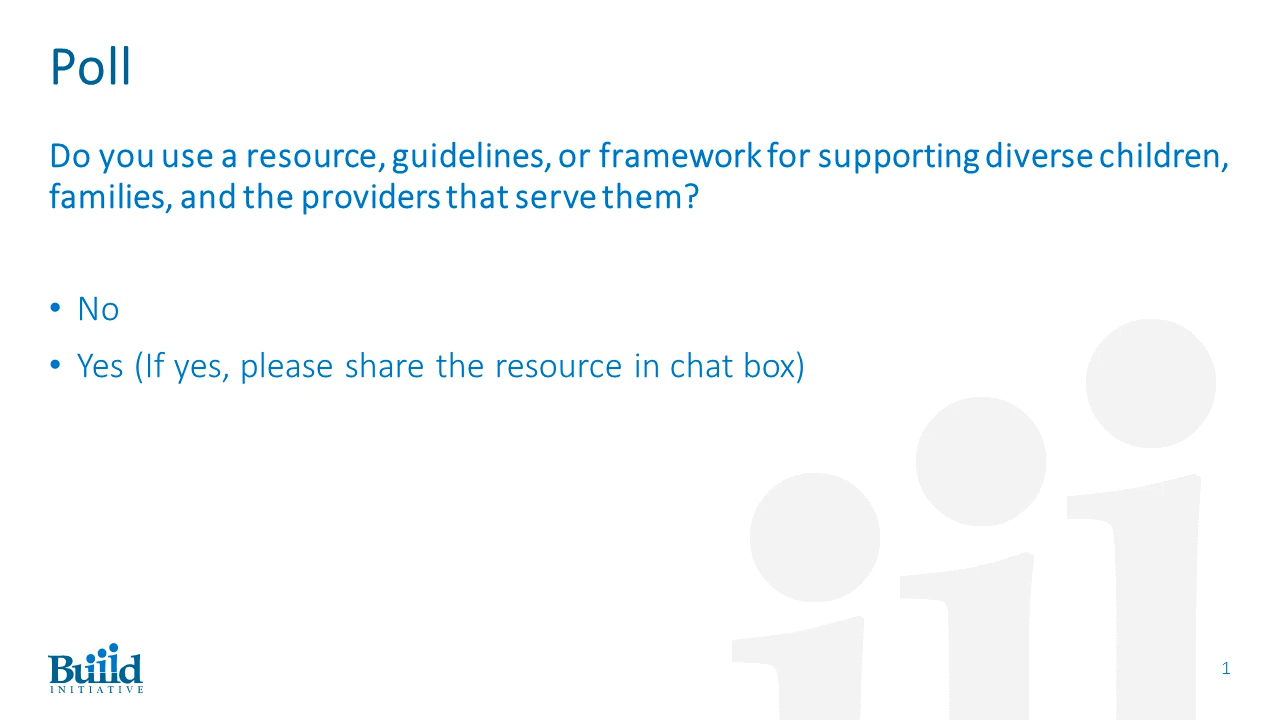 Poll
Do you use a resource, guidelines, or framework for supporting diverse children,
families, and the providers that serve them?
• No
• Yes (If yes, please share the resource in chat box)
Build
INITIATIVE
1